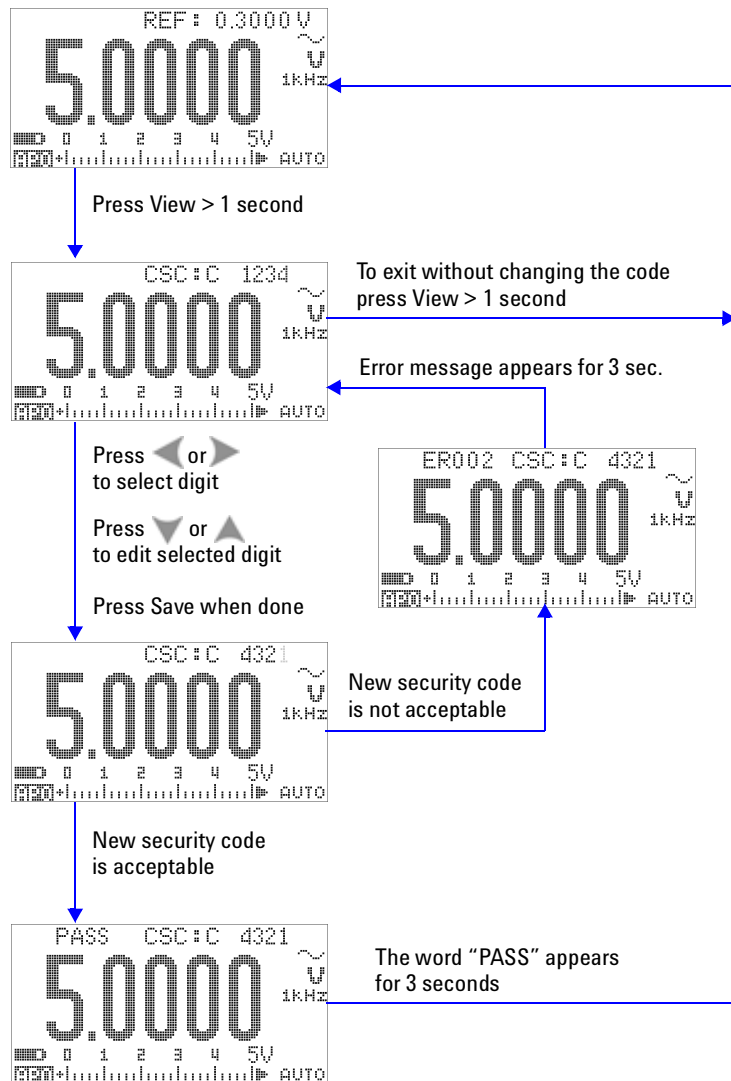 REF: 0.3000 V
5.0000
V
1kHz
0 1 2 3 4 5V
APO AUTO
Press View > 1 second
CSC:C 1234
5.0000
V
1kHz
0 1 2 3 4 5V
APO AUTO
To exit without changing the code
press View > 1 second
Error message appears for 3 sec.
Press or
to select digit
Press or
to edit selected digit
Press Save when done
ER002 CSC:C 4321
5.0000
V
1kHz
0 1 2 3 4 5V
APO AUTO
CSC:C 4321
5.0000
V
1kHz
0 1 2 3 4 5V
APO AUTO
New security code
is not acceptable
New security code
is acceptable
PASS CSC:C 4321
5.0000
V
1kHz
0 1 2 3 4 5V
APO AUTO
The word “PASS” appears
for 3 seconds